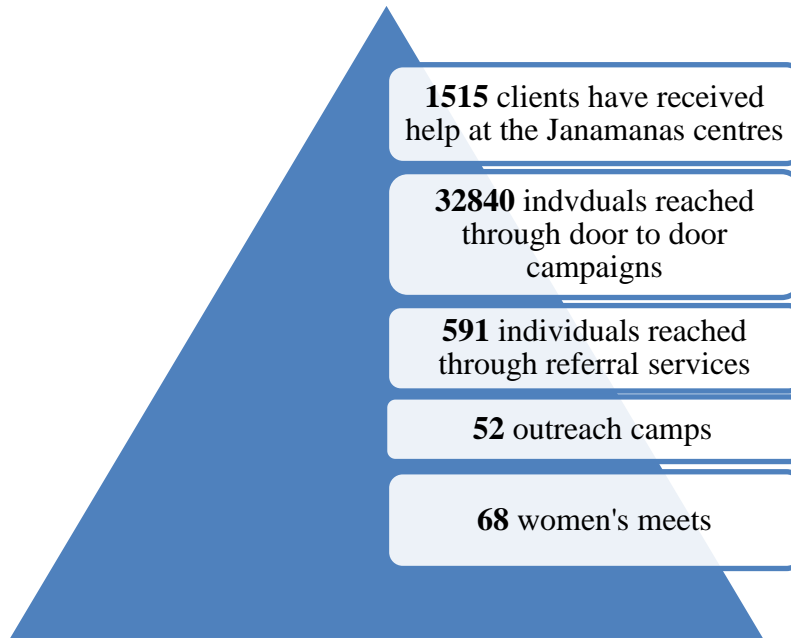 1515 clients have received
help at the Janamanas centres
32840 indvduals reached
through door to door
campaigns
591 individuals reached
through referral services
52 outreach camps
68 women's meets